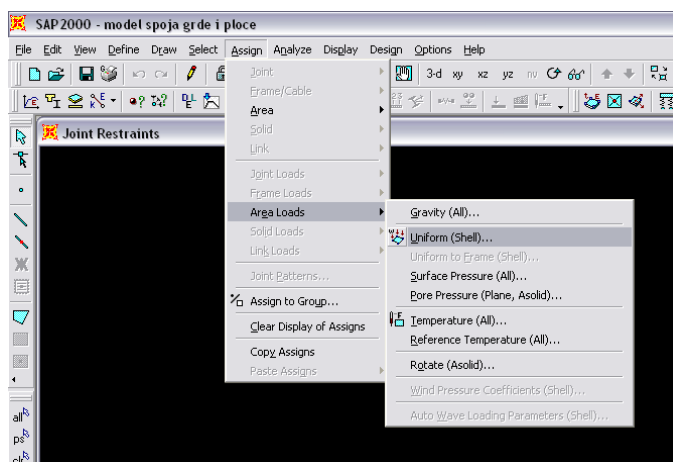 SAP2000 - model spoja grde i ploce
File Edit View Define Draw Select Assign Analyze Display Design Options Help
3-d xy xz yz nv
Joint Restraints
Joint
Frame/Cable
Area
Solid
Link
Joint Loads
Frame Loads
Area Loads
Solid Loads
Link Loads
Joint Patterns...
Assign to Group...
Clear Display of Assigns
Copy Assigns
Paste Assigns
Gravity (All)...
Uniform (Shell)...
Uniform to Frame (Shell)...
Surface Pressure (All)...
Pore Pressure (Plane, Asolid)...
Temperature (All)...
Reference Temperature (All)...
Rotate (Asolid)...
Wind Pressure Coefficients (Shell)...
Auto Wave Loading Parameters (Shell)...
all
ps
clr